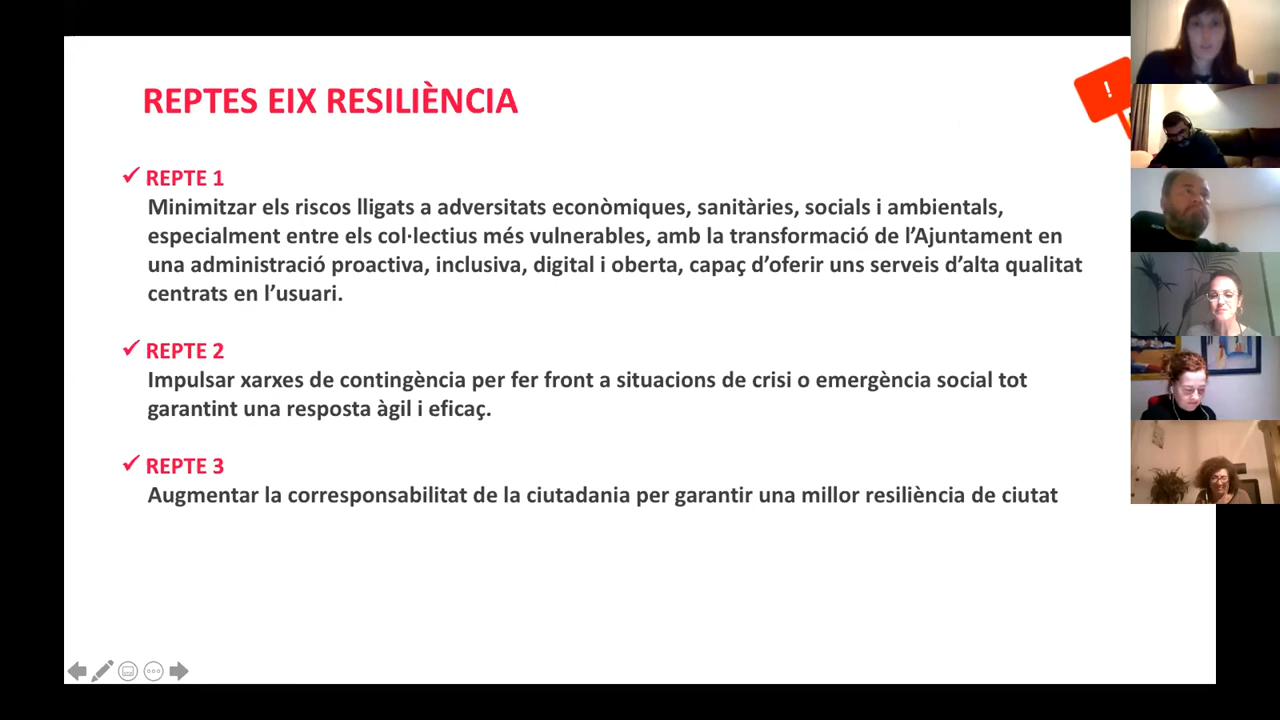 REPTES EIX RESILIÈNCIA
!
REPTE 1
Minimitzar els riscos lligats a adversitats econòmiques, sanitàries, socials i ambientals,
especialment entre els col·lectius més vulnerables, amb la transformació de l’Ajuntament en
una administració proactiva, inclusiva, digital i oberta, capaç d’oferir uns serveis d’alta qualitat
centrats en l’usuari.
REPTE 2
Impulsar xarxes de contingència per fer front a situacions de crisi o emergència social tot
garantint una resposta àgil i eficaç.
REPTE 3
Augmentar la corresponsabilitat de la ciutadania per garantir una millor resiliència de ciutat